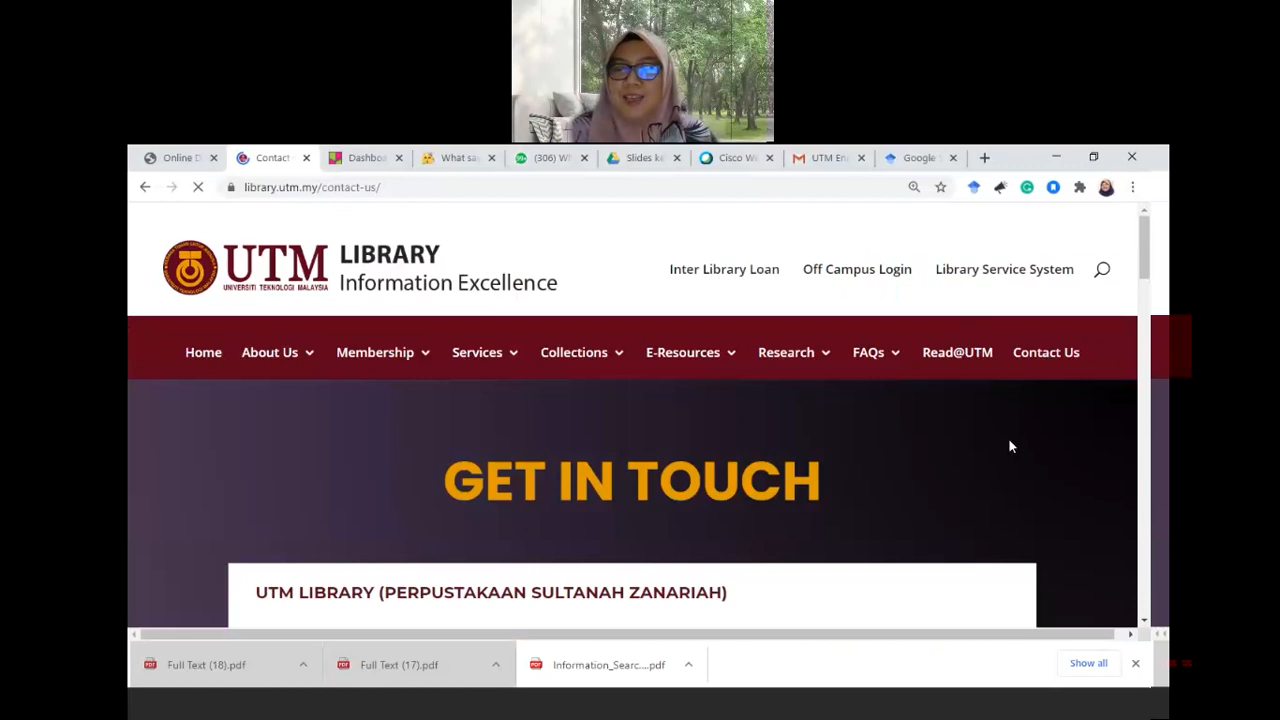 Online D
Contact
Dashboa
What sa
(306) W
Slides ke
Cisco We
UTM En
Google
library.utm.my/contact-us/
UTM
UNIVERSITI TEKNOLOGI MALAYSIA
LIBRARY
Information Excellence
Inter Library Loan
Off Campus Login
Library Service System
Home
About Us
Membership
Services
Collections
E-Resources
Research
FAQs
Read@UTM
Contact Us
GET IN TOUCH
UTM LIBRARY (PERPUSTAKAAN SULTANAH ZANARIAH)
Full Text (18).pdf
Full Text (17).pdf
Information_Searc....pdf
Show all